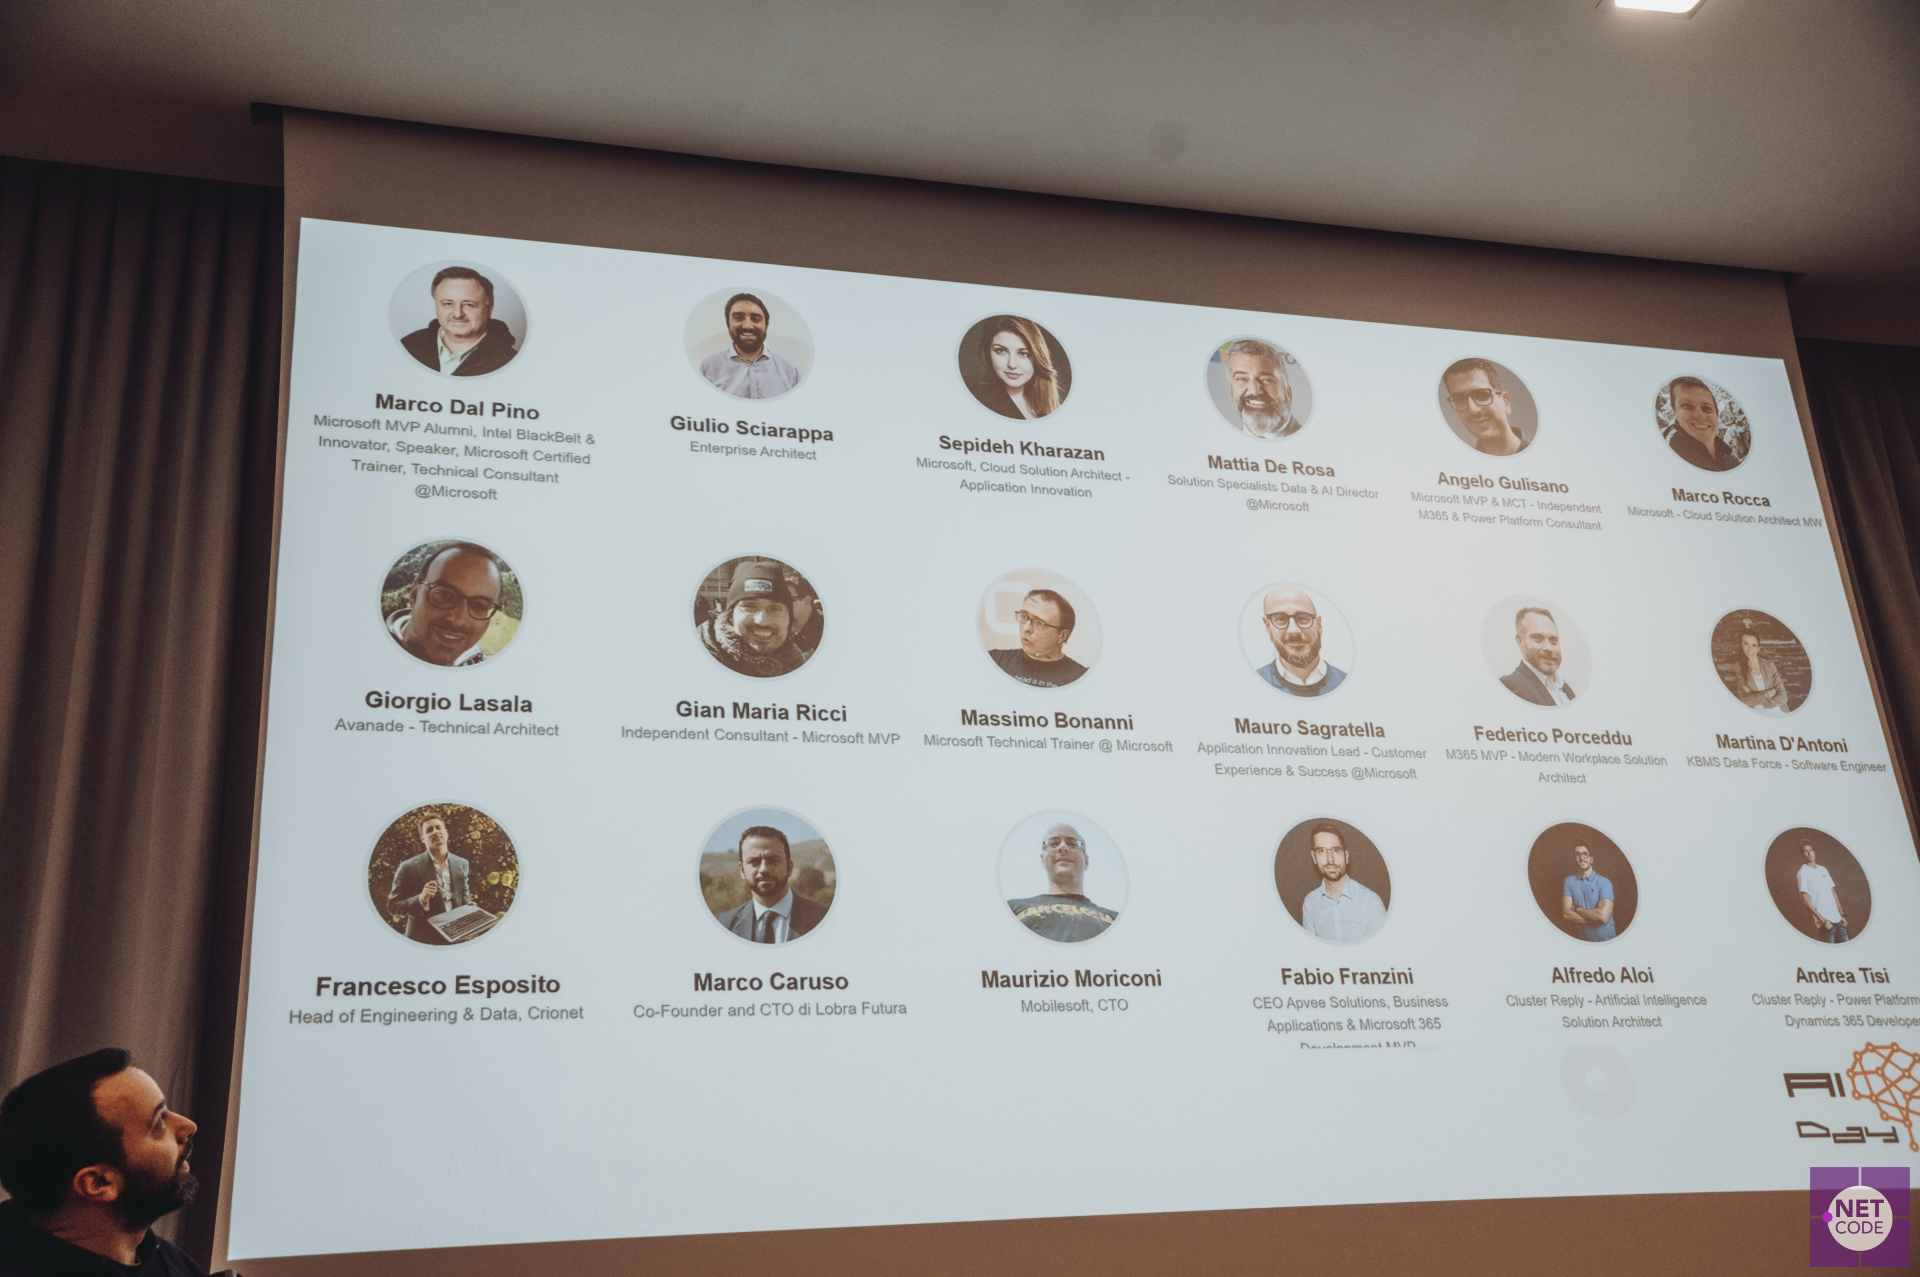 Marco Dal Pino
Microsoft MVP Alumni, Intel BlackBelt &
Innovator, Speaker, Microsoft Certified
Trainer, Technical Consultant
@Microsoft
Giulio Sciarappa
Enterprise Architect
Sepideh Kharazan
Microsoft, Cloud Solution Architect -
Application Innovation
Mattia De Rosa
Solution Specialists Data & AI Director
@Microsoft
Angelo Gulisano
Microsoft MVP & MCT - Independent
M365 & Power Platform Consultant
Marco Rocca
Microsoft - Cloud Solution Architect MW
Giorgio Lasala
Avanade - Technical Architect
Gian Maria Ricci
Independent Consultant - Microsoft MVP
Massimo Bonanni
Microsoft Technical Trainer @ Microsoft
Mauro Sagratella
Application Innovation Lead - Customer
Experience & Success @Microsoft
Federico Porceddu
M365 MVP - Modern Workplace Solution
Architect
Martina D'Antoni
KBMS Data Force - Software Engineer
Francesco Esposito
Head of Engineering & Data, Crionet
Marco Caruso
Co-Founder and CTO di Lobra Futura
Maurizio Moriconi
Mobilesoft, CTO
Fabio Franzini
CEO Apvee Solutions, Business
Applications & Microsoft 365
Development MVP
Alfredo Aloi
Cluster Reply - Artificial Intelligence
Solution Architect
Andrea Tisi
Cluster Reply - Power Platform
Dynamics 365 Develope
AI
Day
.NET
CODE